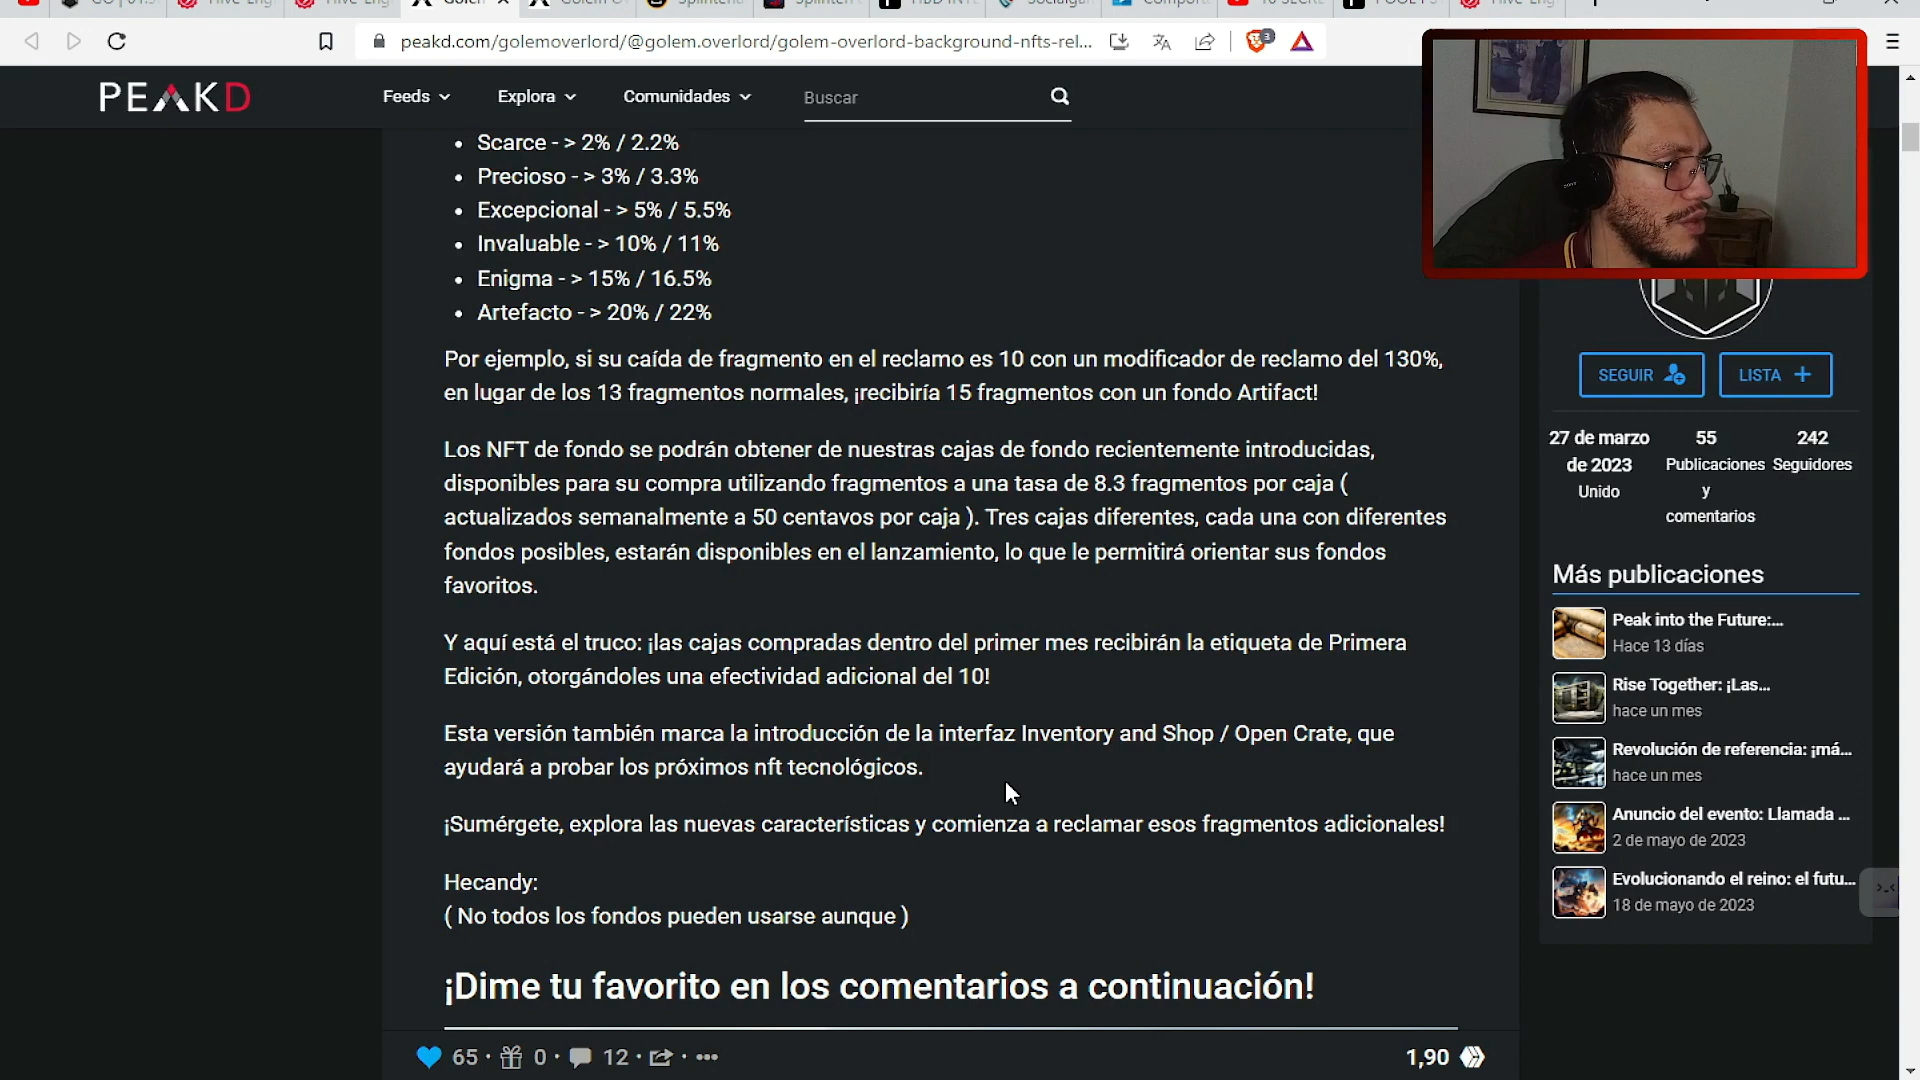 peakd.com/golemoverlord/@golem.overlord/golem-overlord-background-nfts-rel...
3
PEAKD
Feeds
Explora
Comunidades
Buscar
Scarce - > 2% / 2.2%
Precioso - > 3% / 3.3%
Excepcional - > 5% / 5.5%
Invaluable - > 10% / 11%
Enigma - > 15% / 16.5%
Artefacto - > 20% / 22%
Por ejemplo, si su caída de fragmento en el reclamo es 10 con un modificador de reclamo del 130%,
en lugar de los 13 fragmentos normales, ¡recibiría 15 fragmentos con un fondo Artifact!
Los NFT de fondo se podrán obtener de nuestras cajas de fondo recientemente introducidas,
disponibles para su compra utilizando fragmentos a una tasa de 8.3 fragmentos por caja (
actualizados semanalmente a 50 centavos por caja ). Tres cajas diferentes, cada una con diferentes
fondos posibles, estarán disponibles en el lanzamiento, lo que le permitirá orientar sus fondos
favoritos.
Y aquí está el truco: ¡las cajas compradas dentro del primer mes recibirán la etiqueta de Primera
Edición, otorgándoles una efectividad adicional del 10!
Esta versión también marca la introducción de la interfaz Inventory and Shop / Open Crate, que
ayudará a probar los próximos nft tecnológicos.
¡Sumérgete, explora las nuevas características y comienza a reclamar esos fragmentos adicionales!
Hecandy:
( No todos los fondos pueden usarse aunque )
¡Dime tu favorito en los comentarios a continuación!
65 · 0 · 12 · · •••
1,90
SEGUIR
LISTA +
27 de marzo de 2023
Unido
55
Publicaciones y comentarios
242
Seguidores
Más publicaciones
Peak into the Future:...
Hace 13 días
Rise Together: ¡Las...
hace un mes
Revolución de referencia: ¡má...
hace un mes
Anuncio del evento: Llamada ...
2 de mayo de 2023
Evolucionando el reino: el futu...
18 de mayo de 2023